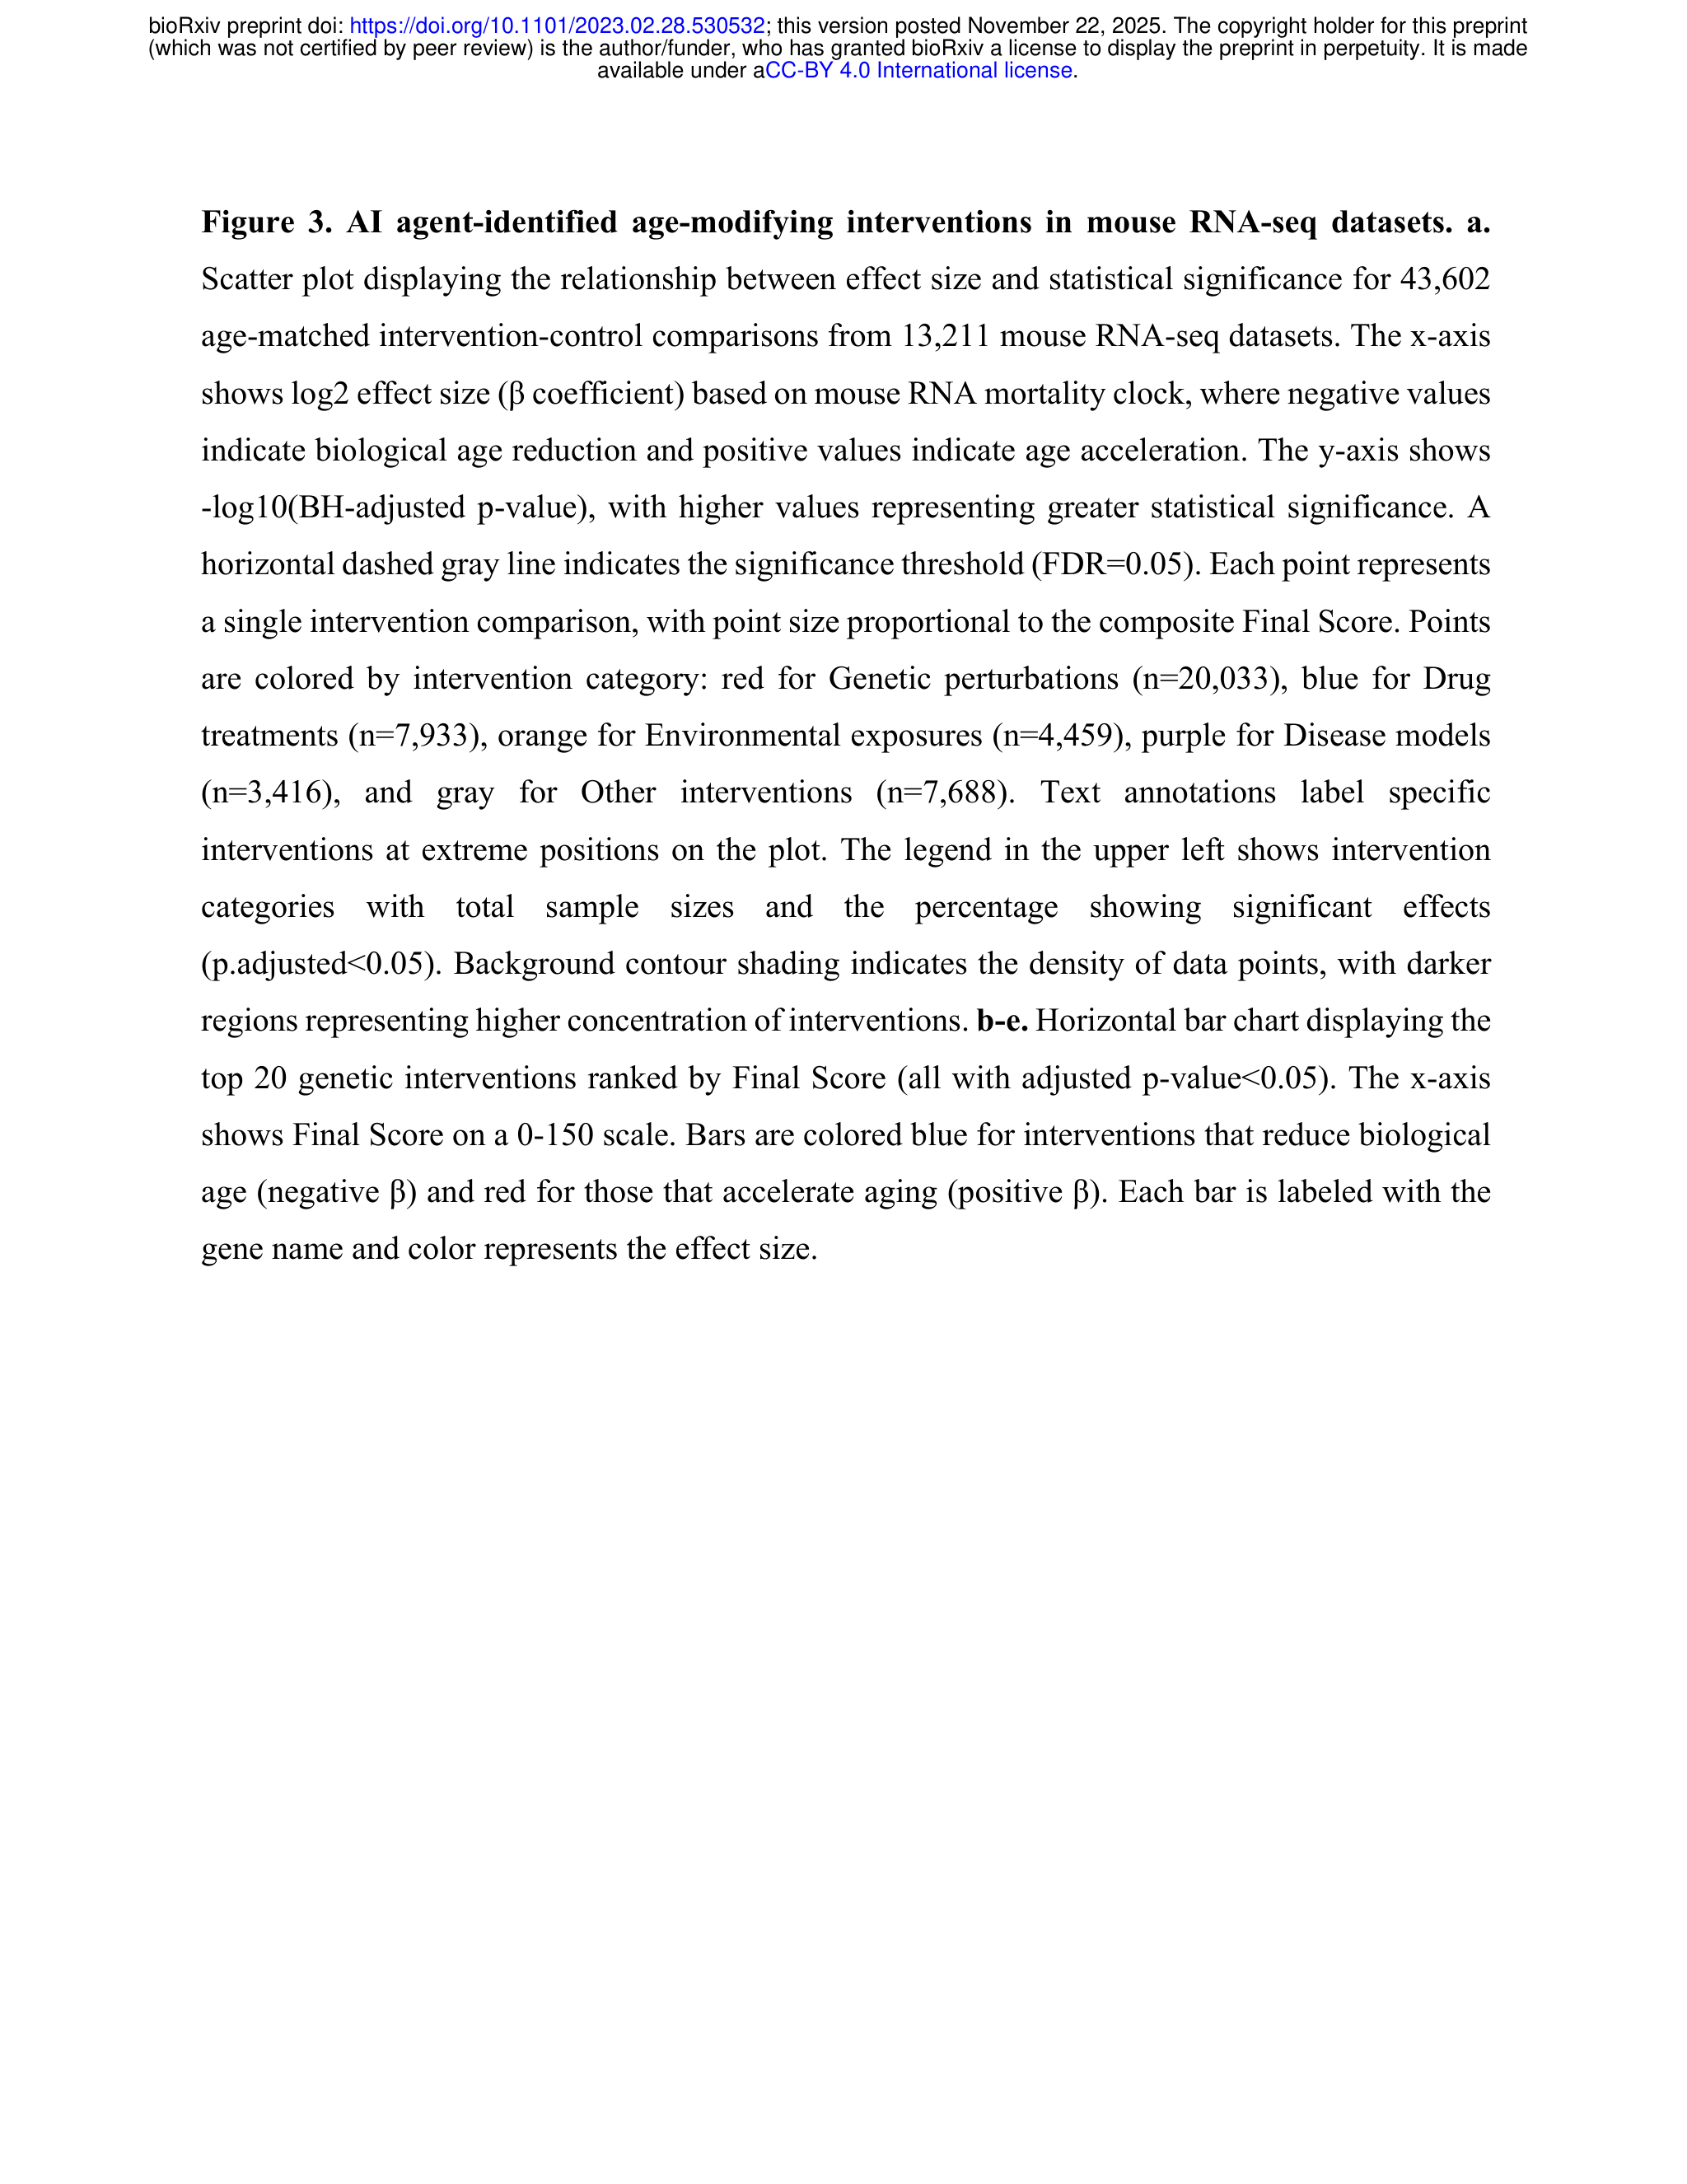 bioRxiv preprint doi: https://doi.org/10.1101/2023.02.28.530532; this version posted November 22, 2025. The copyright holder for this preprint
(which was not certified by peer review) is the author/funder, who has granted bioRxiv a license to display the preprint in perpetuity. It is made
available under aCC-BY 4.0 International license.
Figure 3. AI agent-identified age-modifying interventions in mouse RNA-seq datasets. a.
Scatter plot displaying the relationship between effect size and statistical significance for 43,602
age-matched intervention-control comparisons from 13,211 mouse RNA-seq datasets. The x-axis
shows log2 effect size (β coefficient) based on mouse RNA mortality clock, where negative values
indicate biological age reduction and positive values indicate age acceleration. The y-axis shows
-log10(BH-adjusted p-value), with higher values representing greater statistical significance. A
horizontal dashed gray line indicates the significance threshold (FDR=0.05). Each point represents
a single intervention comparison, with point size proportional to the composite Final Score. Points
are colored by intervention category: red for Genetic perturbations (n=20,033), blue for Drug
treatments (n=7,933), orange for Environmental exposures (n=4,459), purple for Disease models
(n=3,416), and gray for Other interventions (n=7,688). Text annotations label specific
interventions at extreme positions on the plot. The legend in the upper left shows intervention
categories with total sample sizes and the percentage showing significant effects
(p.adjusted<0.05). Background contour shading indicates the density of data points, with darker
regions representing higher concentration of interventions. b-e. Horizontal bar chart displaying the
top 20 genetic interventions ranked by Final Score (all with adjusted p-value<0.05). The x-axis
shows Final Score on a 0-150 scale. Bars are colored blue for interventions that reduce biological
age (negative β) and red for those that accelerate aging (positive β). Each bar is labeled with the
gene name and color represents the effect size.